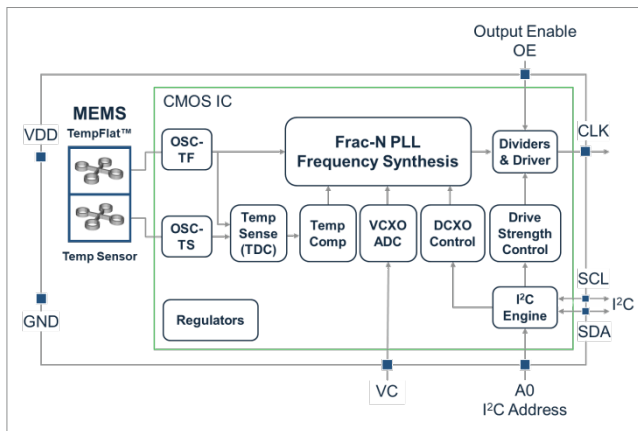 Output Enable
OE
CMOS IC
MEMS
TempFlat™
VDD
OSC-
TF
Frac-N PLL
Frequency Synthesis
Dividers
& Driver
CLK
OSC-
TS
Temp
Sense
(TDC)
Temp
Comp
VCXO
ADC
DCXO
Control
Drive
Strength
Control
Temp Sensor
SCL
I²C
SDA
I²C
Engine
GND
Regulators
VC
A0
I²C Address